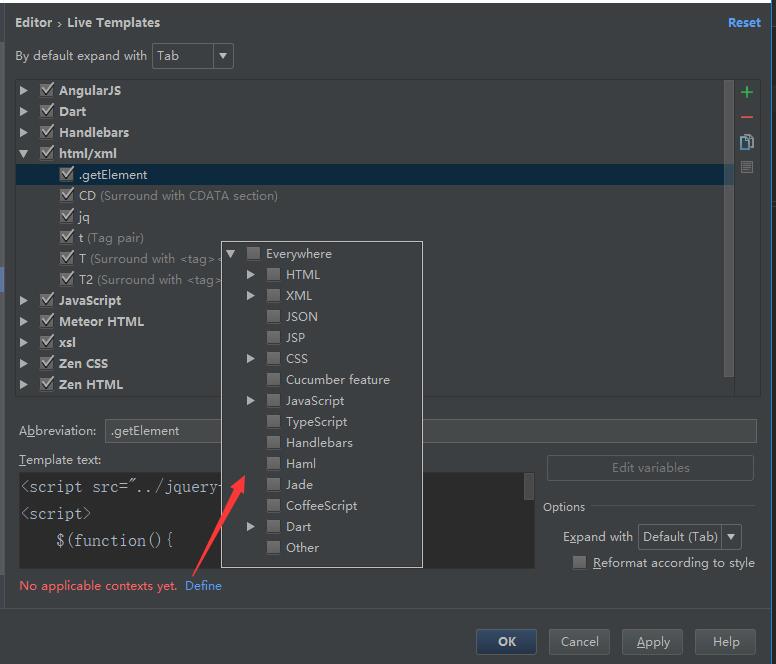 Editor › Live Templates
Reset
By default expand with Tab
AngularJS
Dart
Handlebars
html/xml
.getElement
CD (Surround with CDATA section)
jq
t (Tag pair)
T (Surround with <tag>
T2 (Surround with <tag>
JavaScript
Meteor HTML
xsl
Zen CSS
Zen HTML
Everywhere
HTML
XML
JSON
JSP
CSS
Cucumber feature
JavaScript
TypeScript
Handlebars
Haml
Jade
CoffeeScript
Dart
Other
Abbreviation: .getElement
Template text:
<script src="../jquery
<script>
$(function(){
Edit variables
Options
Expand with Default (Tab)
Reformat according to style
No applicable contexts yet. Define
OK
Cancel
Apply
Help